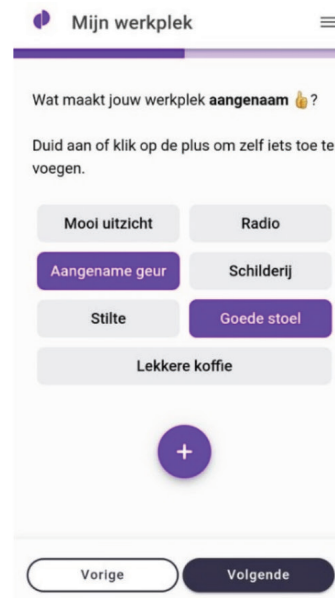 Mijn werkplek
Wat maakt jouw werkplek aangenaam 👍?
Duid aan of klik op de plus om zelf iets toe te
voegen.
Mooi uitzicht
Radio
Aangename geur
Schilderij
Stilte
Goede stoel
Lekkere koffie
+
Vorige
Volgende